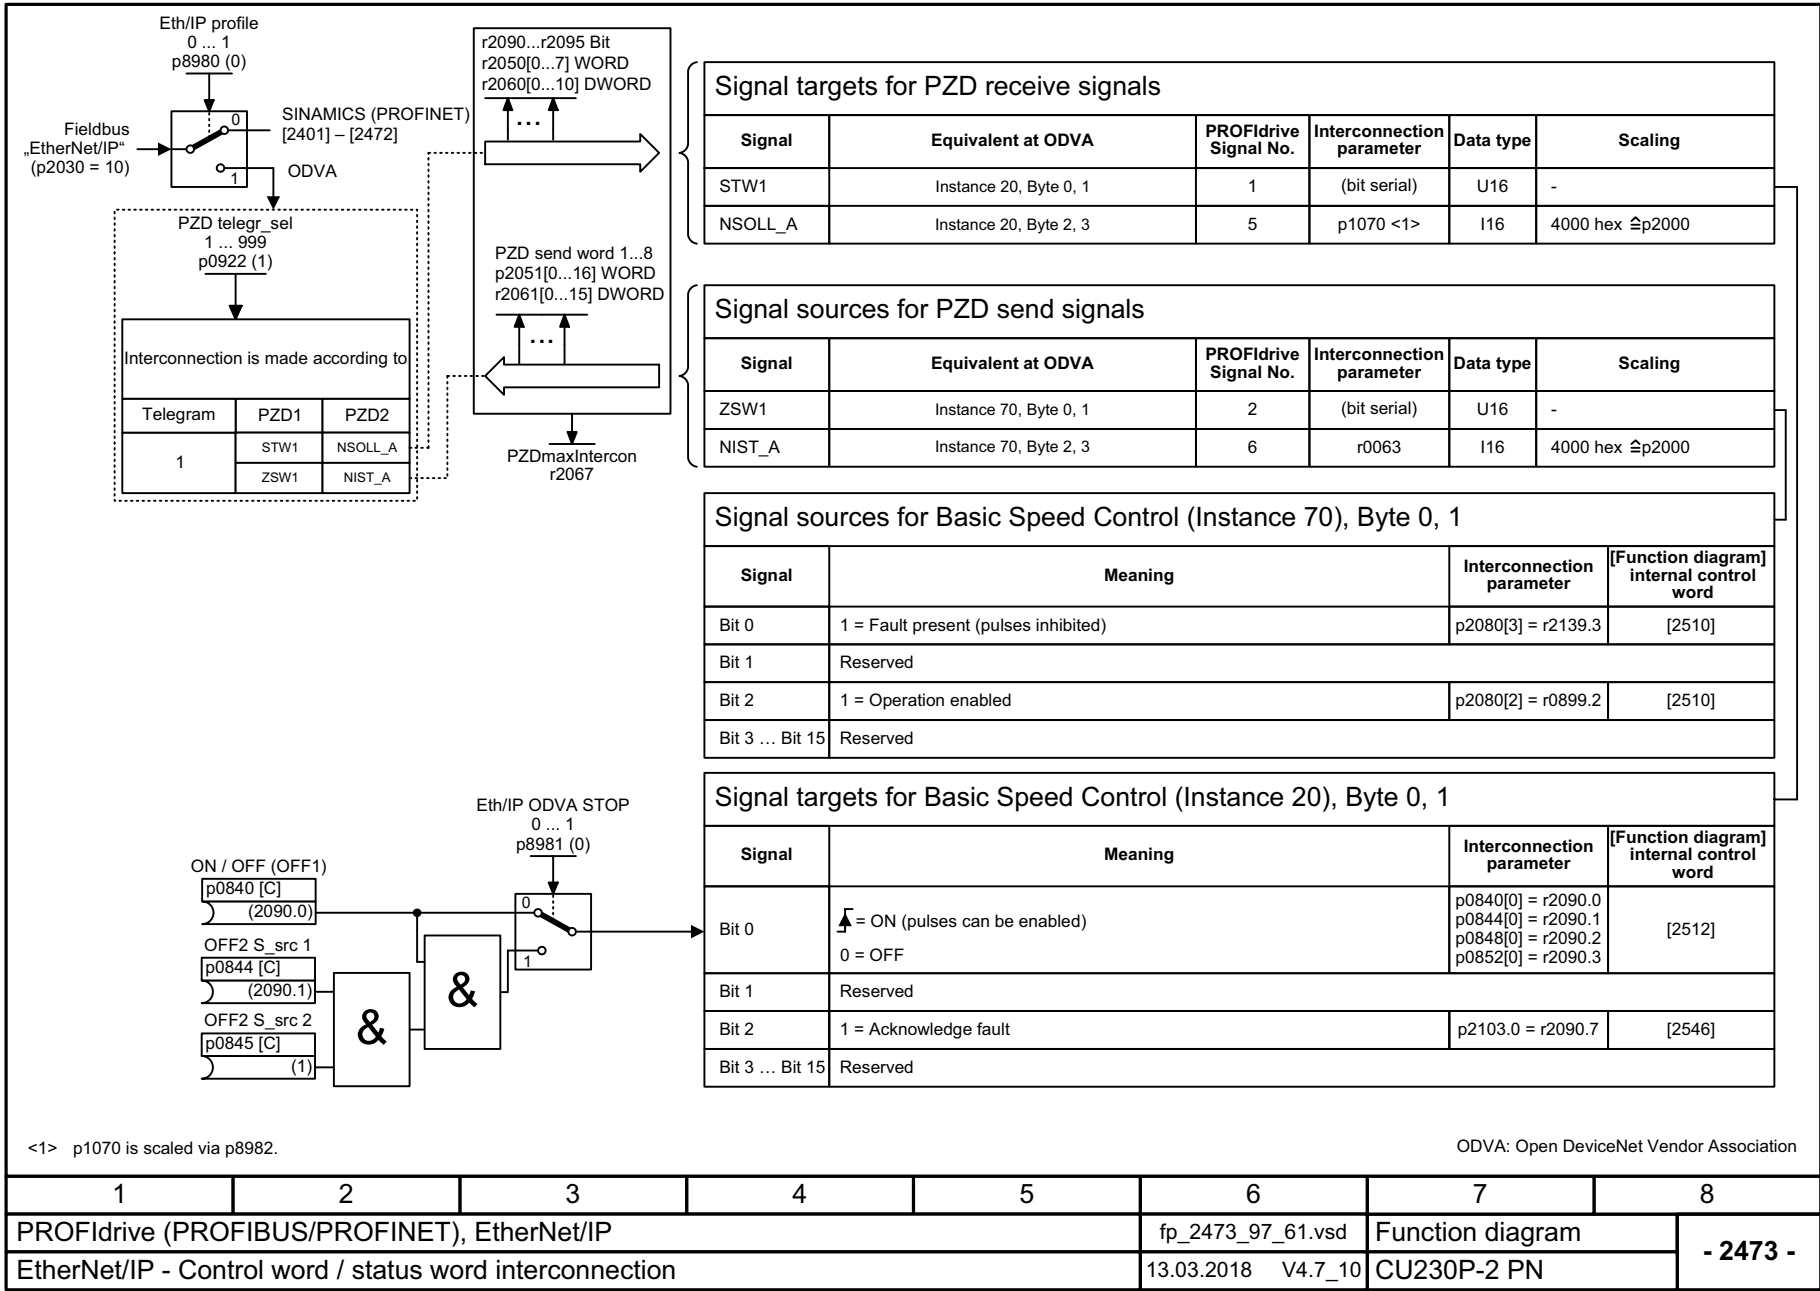 Eth/IP profile
0 ... 1
p8980 (0)
Fieldbus
„EtherNet/IP“
(p2030 = 10)
0
1
SINAMICS (PROFINET)
[2401] – [2472]
ODVA
PZD telegr_sel
1 ... 999
p0922 (1)
Interconnection is made according to
Telegram PZD1 PZD2
1 STW1 NSOLL_A
ZSW1 NIST_A
r2090...r2095 Bit
r2050[0...7] WORD
r2060[0...10] DWORD
...
PZD send word 1...8
p2051[0...16] WORD
r2061[0...15] DWORD
...
PZDmaxIntercon
r2067
Signal targets for PZD receive signals
Signal Equivalent at ODVA PROFIdrive Signal No. Interconnection parameter Data type Scaling
STW1 Instance 20, Byte 0, 1 1 (bit serial) U16 -
NSOLL_A Instance 20, Byte 2, 3 5 p1070 <1> I16 4000 hex ≙p2000
Signal sources for PZD send signals
Signal Equivalent at ODVA PROFIdrive Signal No. Interconnection parameter Data type Scaling
ZSW1 Instance 70, Byte 0, 1 2 (bit serial) U16 -
NIST_A Instance 70, Byte 2, 3 6 r0063 I16 4000 hex ≙p2000
Signal sources for Basic Speed Control (Instance 70), Byte 0, 1
Signal Meaning Interconnection parameter [Function diagram] internal control word
Bit 0 1 = Fault present (pulses inhibited) p2080[3] = r2139.3 [2510]
Bit 1 Reserved
Bit 2 1 = Operation enabled p2080[2] = r0899.2 [2510]
Bit 3 … Bit 15 Reserved
Signal targets for Basic Speed Control (Instance 20), Byte 0, 1
Signal Meaning Interconnection parameter [Function diagram] internal control word
Bit 0 = ON (pulses can be enabled)
0 = OFF
p0840[0] = r2090.0
p0844[0] = r2090.1
p0848[0] = r2090.2
p0852[0] = r2090.3
[2512]
Bit 1 Reserved
Bit 2 1 = Acknowledge fault p2103.0 = r2090.7 [2546]
Bit 3 … Bit 15 Reserved
Eth/IP ODVA STOP
0 ... 1
p8981 (0)
0
1
ON / OFF (OFF1)
p0840 [C]
(2090.0)
OFF2 S_src 1
p0844 [C]
(2090.1)
OFF2 S_src 2
p0845 [C]
(1)
&
&
<1> p1070 is scaled via p8982.
ODVA: Open DeviceNet Vendor Association
1 2 3 4 5 6 7 8
PROFIdrive (PROFIBUS/PROFINET), EtherNet/IP fp_2473_97_61.vsd Function diagram
- 2473 -
EtherNet/IP - Control word / status word interconnection 13.03.2018 V4.7_10 CU230P-2 PN